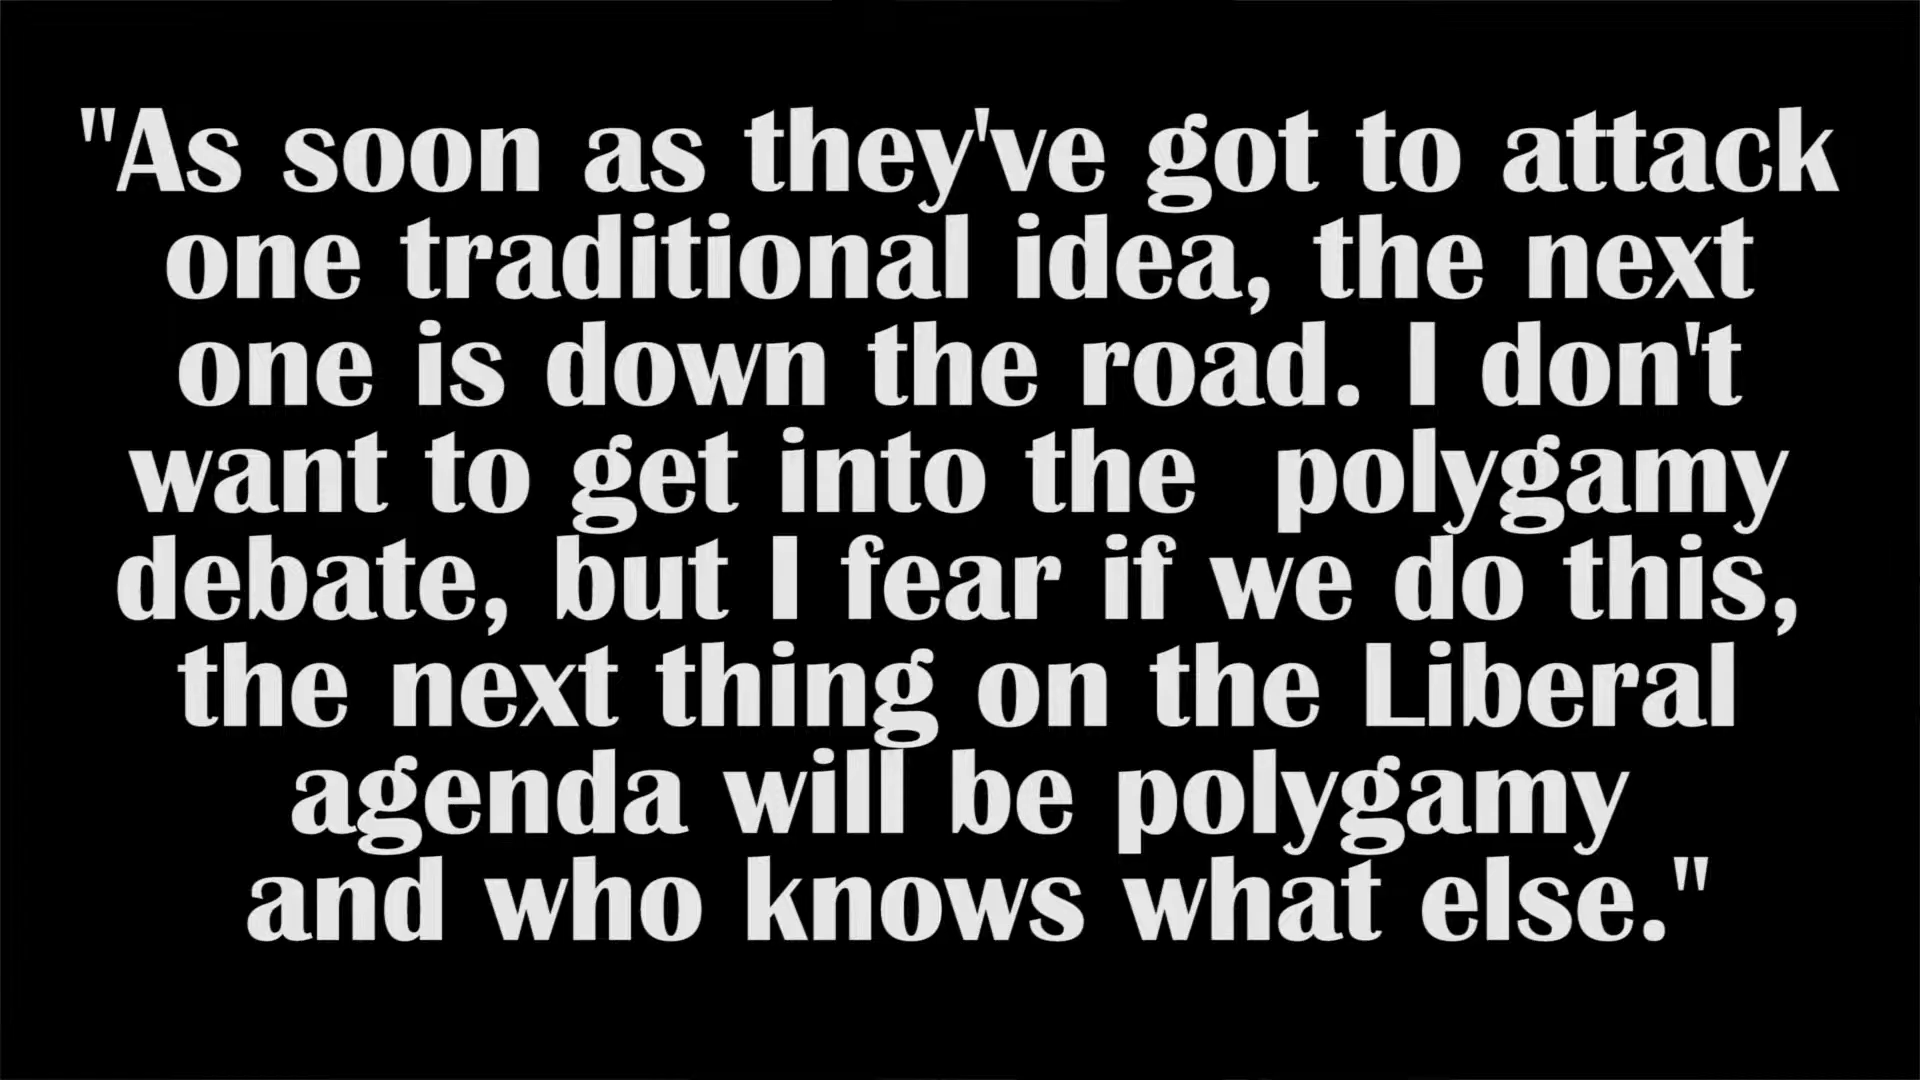 "As soon as they've got to attack
one traditional idea, the next
one is down the road. I don't
want to get into the  polygamy
debate, but I fear if we do this,
the next thing on the Liberal
agenda will be polygamy
and who knows what else."